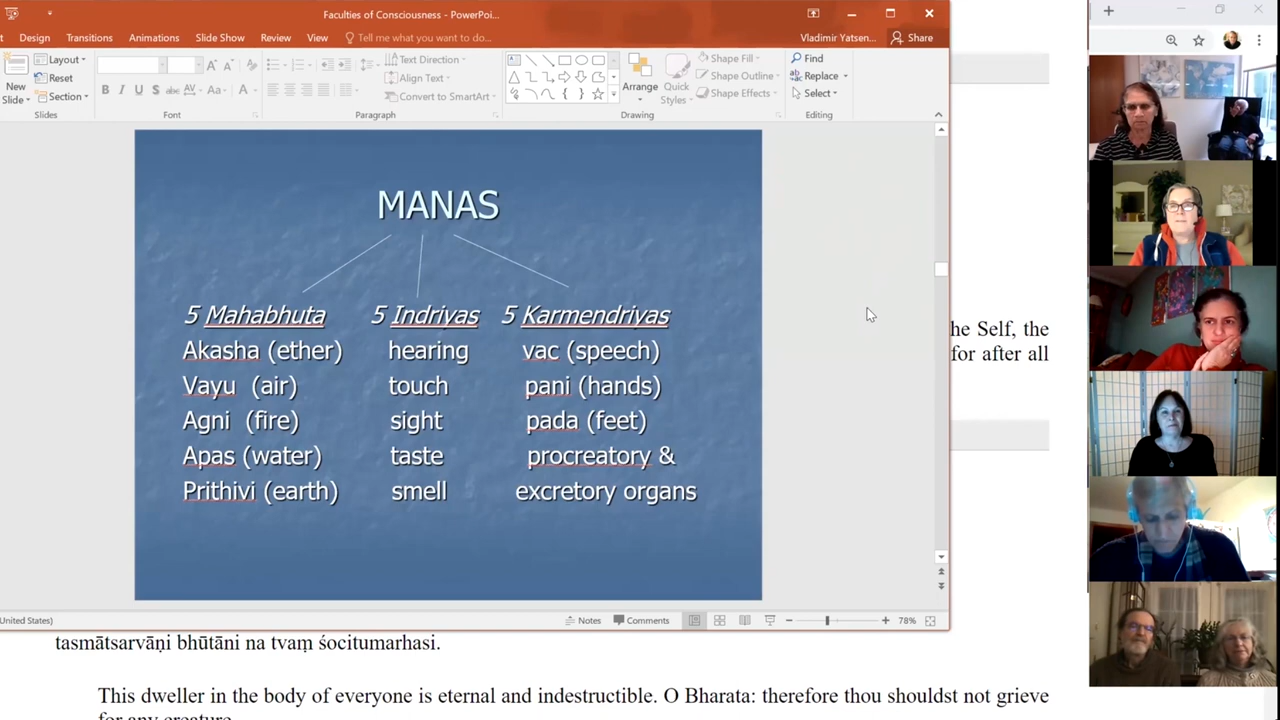 Faculties of Consciousness - PowerPoi...
Design Transitions Animations Slide Show Review View Tell me what you want to do... Vladimir Yatsen... Share
New Slide
Layout
Reset
Section
Slides
B I U S abc AV Aa A
Font
Text Direction
Align Text
Convert to SmartArt
Paragraph
Arrange
Quick Styles
Shape Fill
Shape Outline
Shape Effects
Drawing
Find
Replace
Select
Editing
MANAS
5 Mahabhuta 5 Indriyas 5 Karmendriyas
Akasha (ether) hearing vac (speech)
Vayu (air) touch pani (hands)
Agni (fire) sight pada (feet)
Apas (water) taste procreatory &
Prithivi (earth) smell excretory organs
he Self, the
for after all
United States) Notes Comments 78%
tasmātsarvāṇi bhūtāni na tvaṃ śocitumarhasi.
This dweller in the body of everyone is eternal and indestructible. O Bharata: therefore thou shouldst not grieve
for any creature